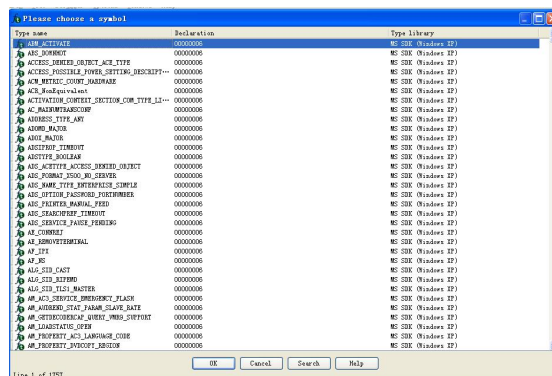 Please choose a symbol
Type name Declaration Type library
ABM_ACTIVATE 00000006 MS SDK (Windows XP)
ABS_DOWNHOT 00000006 MS SDK (Windows XP)
ACCESS_DENIED_OBJECT_ACE_TYPE 00000006 MS SDK (Windows XP)
ACCESS_POSSIBLE_POWER_SETTING_DESCRIPT··· 00000006 MS SDK (Windows XP)
ACM_METRIC_COUNT_HARDWARE 00000006 MS SDK (Windows XP)
ACR_NonEquivalent 00000006 MS SDK (Windows XP)
ACTIVATION_CONTEXT_SECTION_COM_TYPE_LI··· 00000006 MS SDK (Windows XP)
AC_MAXNUMTRANSCONF 00000006 MS SDK (Windows XP)
ADDRESS_TYPE_ANY 00000006 MS SDK (Windows XP)
ADOMD_MAJOR 00000006 MS SDK (Windows XP)
ADOX_MAJOR 00000006 MS SDK (Windows XP)
ADSIPROP_TIMEOUT 00000006 MS SDK (Windows XP)
ADSTYPE_BOOLEAN 00000006 MS SDK (Windows XP)
ADS_ACETYPE_ACCESS_DENIED_OBJECT 00000006 MS SDK (Windows XP)
ADS_FORMAT_X500_NO_SERVER 00000006 MS SDK (Windows XP)
ADS_NAME_TYPE_ENTERPRISE_SIMPLE 00000006 MS SDK (Windows XP)
ADS_OPTION_PASSWORD_PORTNUMBER 00000006 MS SDK (Windows XP)
ADS_PRINTER_MANUAL_FEED 00000006 MS SDK (Windows XP)
ADS_SEARCHPREF_TIMEOUT 00000006 MS SDK (Windows XP)
ADS_SERVICE_PAUSE_PENDING 00000006 MS SDK (Windows XP)
AE_CONNREJ 00000006 MS SDK (Windows XP)
AE_REMOVETERMINAL 00000006 MS SDK (Windows XP)
AF_IPX 00000006 MS SDK (Windows XP)
AF_NS 00000006 MS SDK (Windows XP)
ALG_SID_CAST 00000006 MS SDK (Windows XP)
ALG_SID_RIPEMD 00000006 MS SDK (Windows XP)
ALG_SID_TLS1_MASTER 00000006 MS SDK (Windows XP)
AM_AC3_SERVICE_EMERGENCY_FLASH 00000006 MS SDK (Windows XP)
AM_AUDREND_STAT_PARAM_SLAVE_RATE 00000006 MS SDK (Windows XP)
AM_GETDECODERCAP_QUERY_VMR9_SUPPORT 00000006 MS SDK (Windows XP)
AM_LOADSTATUS_OPEN 00000006 MS SDK (Windows XP)
AM_PROPERTY_AC3_LANGUAGE_CODE 00000006 MS SDK (Windows XP)
AM_PROPERTY_DVDCOPY_REGION 00000006 MS SDK (Windows XP)
OK Cancel Search Help
Line 1 of 1757